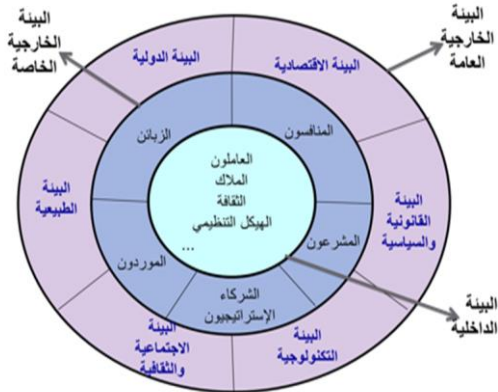 البيئة
الخارجية
العامة
البيئة
الخارجية
الخاصة
البيئة الاقتصادية
البيئة الدولية
المنافسون
الزبائن
العاملون
الملاك
الثقافة
الهيكل التنظيمي
...
البيئة
القانونية
والسياسية
البيئة
الطبيعية
المشرعون
الموردون
الشركاء
الإستراتيجيون
البيئة
الداخلية
البيئة
التكنولوجية
البيئة
الاجتماعية
والثقافية